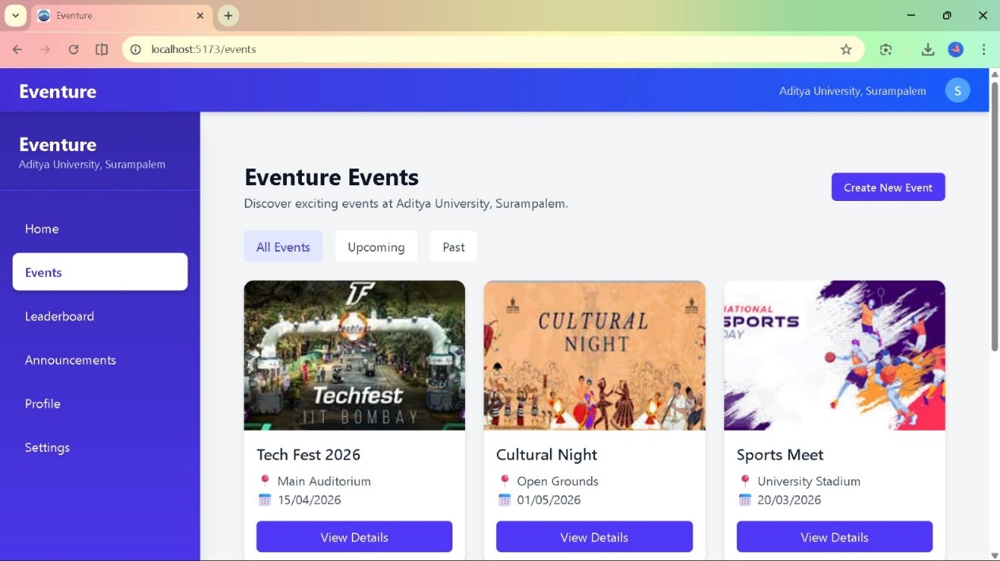 Eventure
localhost:5173/events
Eventure
Aditya University, Surampalem
S
Eventure
Aditya University, Surampalem
Home
Events
Leaderboard
Announcements
Profile
Settings
Eventure Events
Discover exciting events at Aditya University, Surampalem.
Create New Event
All Events
Upcoming
Past
Techfest
Techfest
IIT BOMBAY
CULTURAL
NIGHT
NATIONAL
SPORTS
DAY
Tech Fest 2026
Main Auditorium
15/04/2026
View Details
Cultural Night
Open Grounds
01/05/2026
View Details
Sports Meet
University Stadium
20/03/2026
View Details